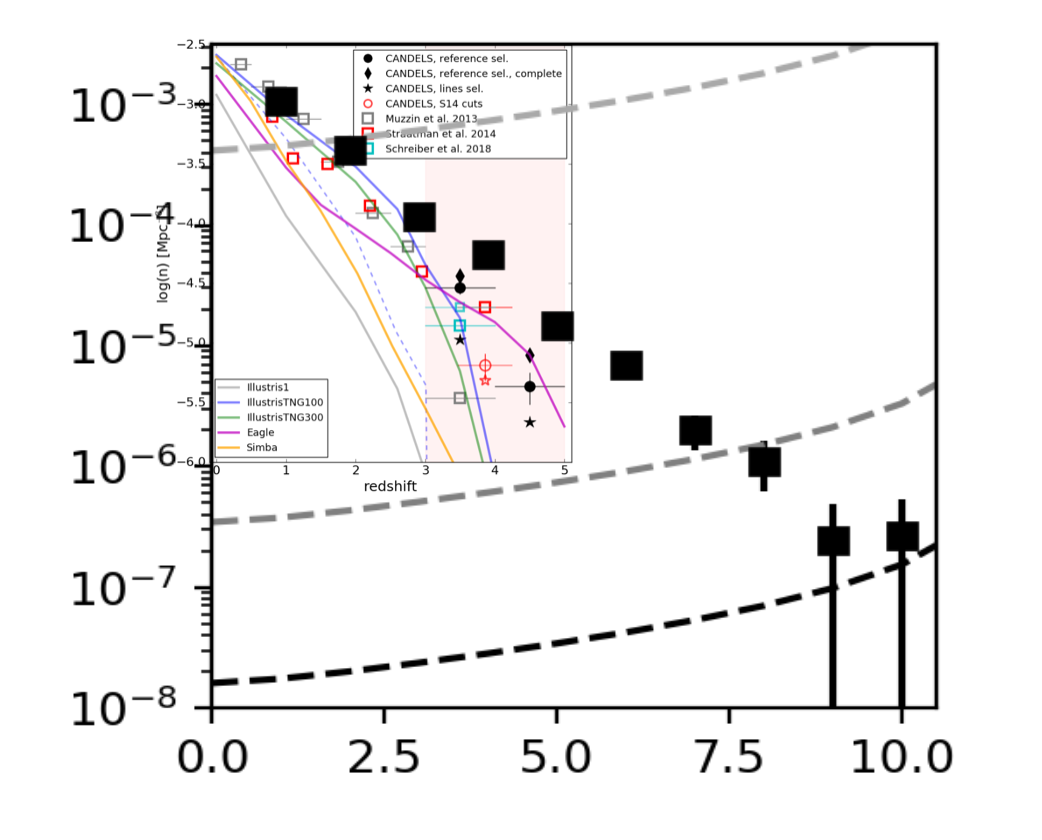 −2.5
CANDELS, reference sel.
CANDELS, reference sel., complete
CANDELS, lines sel.
CANDELS, S14 cuts
Muzzin et al. 2013
Straatman et al. 2014
Schreiber et al. 2018
10−3
−3.0
−3.5
10−4
−4.0
log(n) [Mpc
−4.5
10−5
−5.0
−5.5
10−6
−6.0
Illustris1
IllustrisTNG100
IllustrisTNG300
Eagle
Simba
0 1 2 3 4 5
redshift
10−7
10−8
0.0 2.5 5.0 7.5 10.0